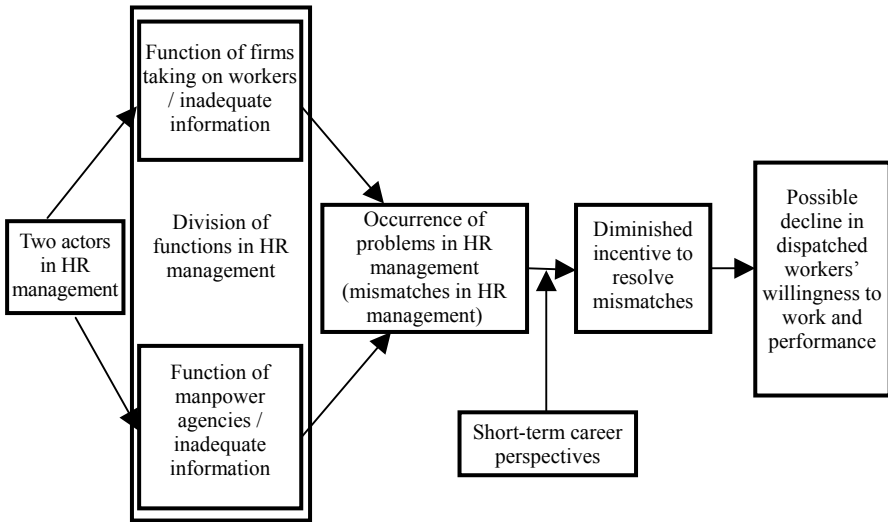 Two actors
in HR
management
Function of firms
taking on workers
/ inadequate
information
Division of
functions in HR
management
Function of
manpower
agencies /
inadequate
information
Occurrence of
problems in HR
management
(mismatches in HR
management)
Short-term career
perspectives
Diminished
incentive to
resolve
mismatches
Possible
decline in
dispatched
workers’
willingness to
work and
performance